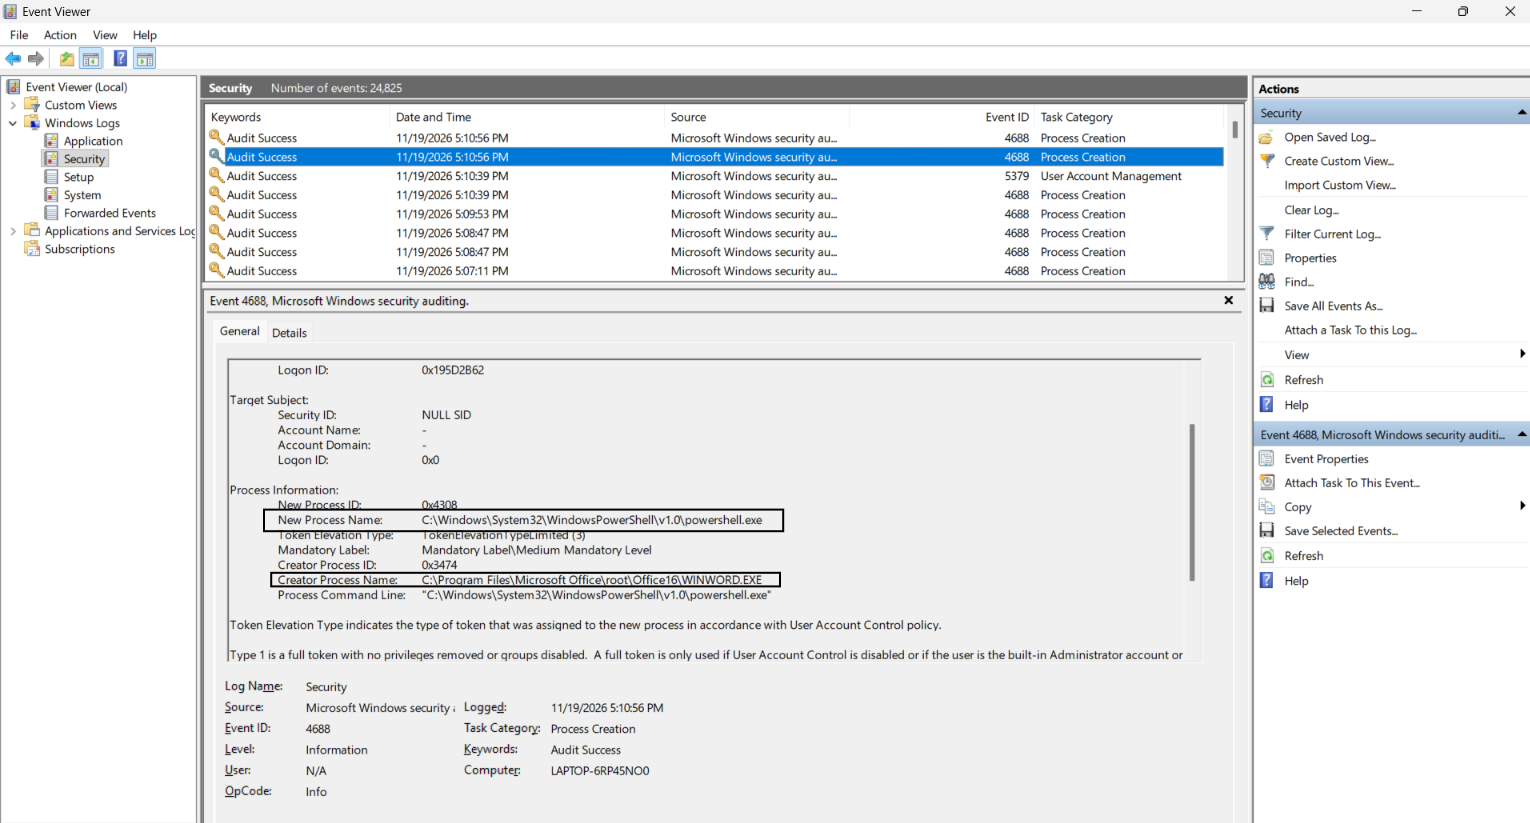 Event Viewer
File Action View Help
Event Viewer (Local)
Custom Views
Windows Logs
Application
Security
Setup
System
Forwarded Events
Applications and Services Log
Subscriptions
Security Number of events: 24,825
Keywords Date and Time Source Event ID Task Category
Audit Success 11/19/2026 5:10:56 PM Microsoft Windows security au... 4688 Process Creation
Audit Success 11/19/2026 5:10:56 PM Microsoft Windows security au... 4688 Process Creation
Audit Success 11/19/2026 5:10:39 PM Microsoft Windows security au... 5379 User Account Management
Audit Success 11/19/2026 5:10:39 PM Microsoft Windows security au... 4688 Process Creation
Audit Success 11/19/2026 5:09:53 PM Microsoft Windows security au... 4688 Process Creation
Audit Success 11/19/2026 5:08:47 PM Microsoft Windows security au... 4688 Process Creation
Audit Success 11/19/2026 5:08:47 PM Microsoft Windows security au... 4688 Process Creation
Audit Success 11/19/2026 5:07:11 PM Microsoft Windows security au... 4688 Process Creation
Event 4688, Microsoft Windows security auditing.
General Details
Logon ID: 0x195D2B62
Target Subject:
Security ID: NULL SID
Account Name: -
Account Domain: -
Logon ID: 0x0
Process Information:
New Process ID: 0x4308
New Process Name: C:\Windows\System32\WindowsPowerShell\v1.0\powershell.exe
Token Elevation Type: TokenElevationTypeLimited (3)
Mandatory Label: Mandatory Label\Medium Mandatory Level
Creator Process ID: 0x3474
Creator Process Name: C:\Program Files\Microsoft Office\root\Office16\WINWORD.EXE
Process Command Line: "C:\Windows\System32\WindowsPowerShell\v1.0\powershell.exe"
Token Elevation Type indicates the type of token that was assigned to the new process in accordance with User Account Control policy.
Type 1 is a full token with no privileges removed or groups disabled. A full token is only used if User Account Control is disabled or if the user is the built-in Administrator account or
Log Name: Security
Source: Microsoft Windows security Logged: 11/19/2026 5:10:56 PM
Event ID: 4688 Task Category: Process Creation
Level: Information Keywords: Audit Success
User: N/A Computer: LAPTOP-6RP45NO0
OpCode: Info
Actions
Security
Open Saved Log...
Create Custom View...
Import Custom View...
Clear Log...
Filter Current Log...
Properties
Find...
Save All Events As...
Attach a Task To this Log...
View
Refresh
Help
Event 4688, Microsoft Windows security auditi...
Event Properties
Attach Task To This Event...
Copy
Save Selected Events...
Refresh
Help